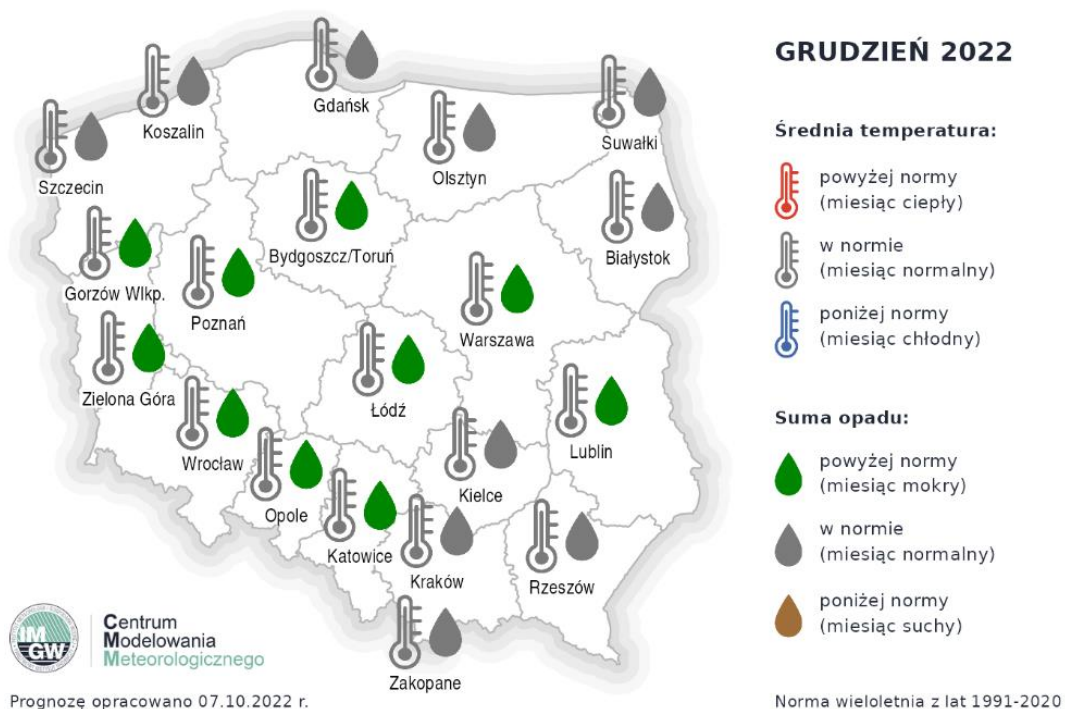 GRUDZIEŃ 2022
Średnia temperatura:
powyżej normy
(miesiąc ciepły)
w normie
(miesiąc normalny)
poniżej normy
(miesiąc chłodny)
Suma opadu:
powyżej normy
(miesiąc mokry)
w normie
(miesiąc normalny)
poniżej normy
(miesiąc suchy)
Gdańsk
Koszalin
Suwałki
Olsztyn
Szczecin
Bydgoszcz/Toruń
Białystok
Gorzów Wlkp.
Poznań
Warszawa
Zielona Góra
Łódź
Lublin
Wrocław
Kielce
Opole
Katowice
Kraków
Rzeszów
Zakopane
IM
GW
Centrum
Modelowania
Meteorologicznego
Prognozę opracowano 07.10.2022 r.
Norma wieloletnia z lat 1991-2020